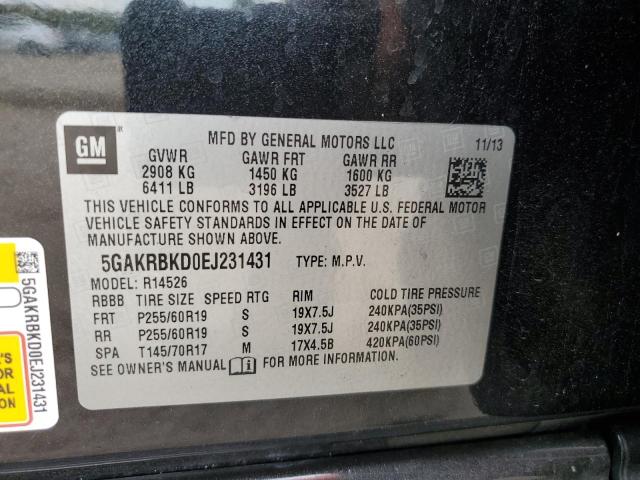 GM
MFD BY GENERAL MOTORS LLC
11/13
GVWR GAWR FRT GAWR RR
2908 KG 1450 KG 1600 KG
6411 LB 3196 LB 3527 LB
THIS VEHICLE CONFORMS TO ALL APPLICABLE U.S. FEDERAL MOTOR
VEHICLE SAFETY STANDARDS IN EFFECT ON THE DATE OF
MANUFACTURE SHOWN ABOVE.
5GAKRBKD0EJ231431 TYPE: M.P.V.
MODEL: R14526
RBBB TIRE SIZE SPEED RTG RIM COLD TIRE PRESSURE
FRT P255/60R19 S 19X7.5J 240KPA(35PSI)
RR P255/60R19 S 19X7.5J 240KPA(35PSI)
SPA T145/70R17 M 17X4.5B 420KPA(60PSI)
SEE OWNER'S MANUAL FOR MORE INFORMATION.
5GAKRBKD0EJ231431